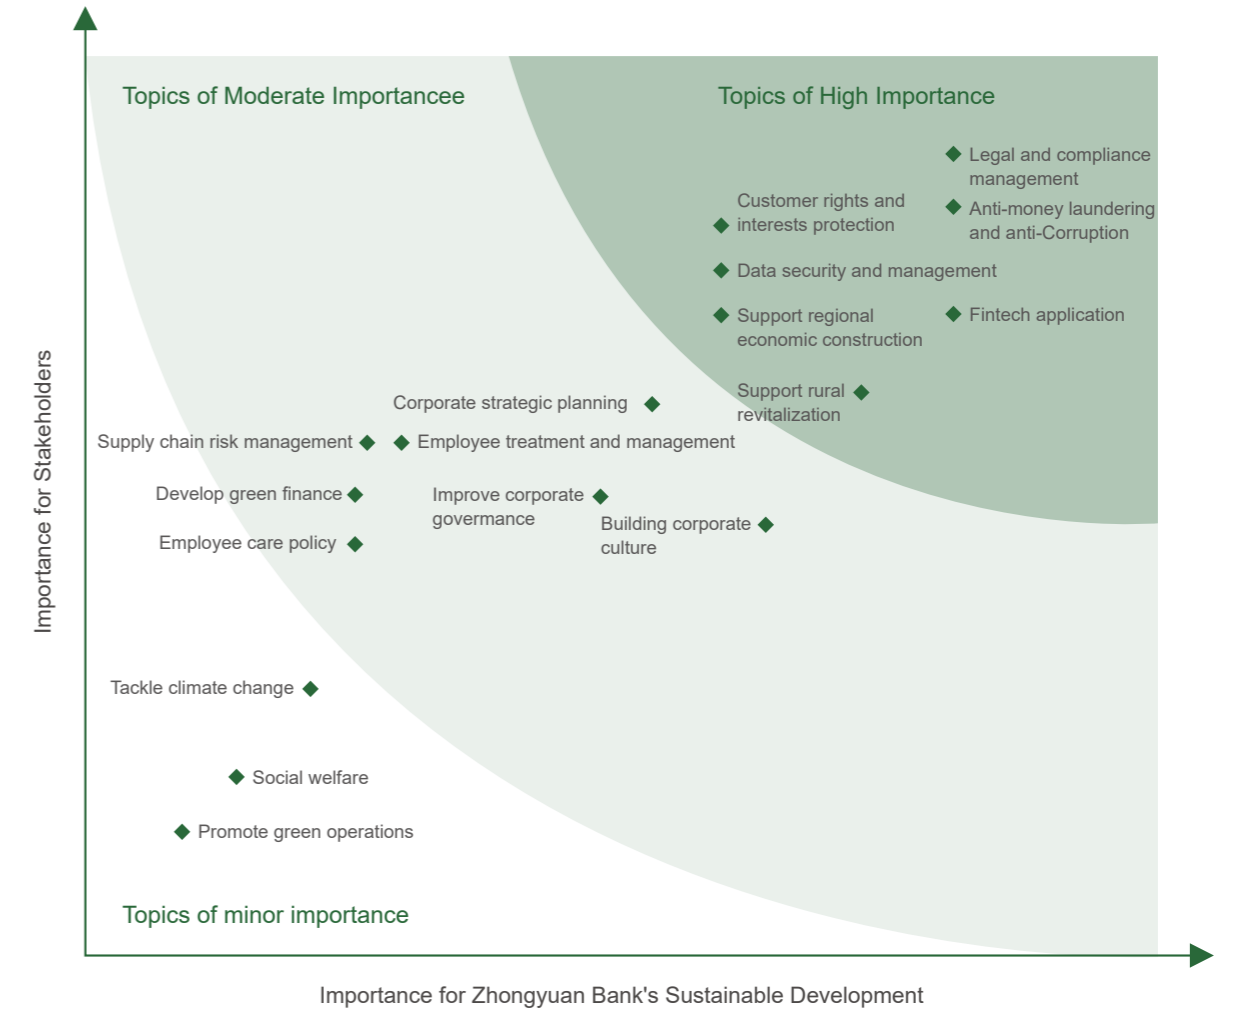 Topics of Moderate Importancee
Topics of High Importance
Legal and compliance
management
Customer rights and
interests protection
Anti-money laundering
and anti-Corruption
Data security and management
Support regional
economic construction
Fintech application
Support rural
revitalization
Corporate strategic planning
Supply chain risk management
Employee treatment and management
Develop green finance
Improve corporate
govermance
Building corporate
culture
Employee care policy
Tackle climate change
Social welfare
Promote green operations
Topics of minor importance
Importance for Stakeholders
Importance for Zhongyuan Bank's Sustainable Development